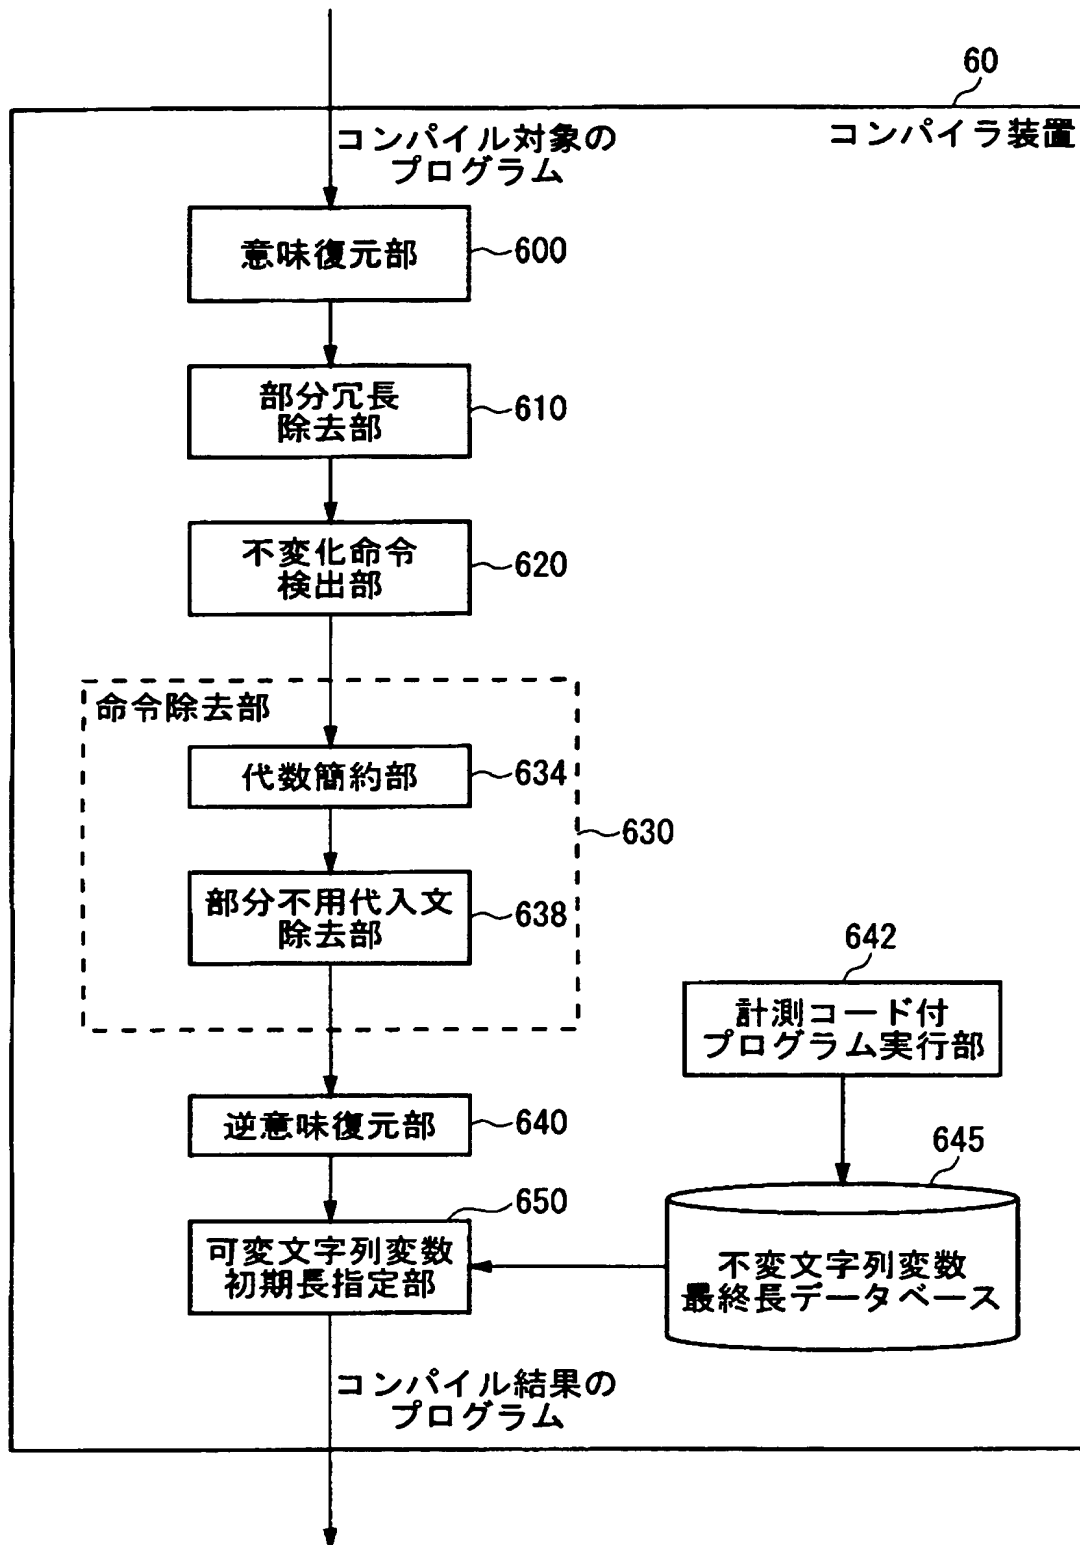 60
コンパイラ装置
コンパイル対象の
プログラム
意味復元部
600
部分冗長
除去部
610
不変化命令
検出部
620
命令除去部
代数簡約部
634
630
部分不用代入文
除去部
638
642
計測コード付
プログラム実行部
逆意味復元部
640
645
650
可変文字列変数
初期長指定部
不変文字列変数
最終長データベース
コンパイル結果の
プログラム